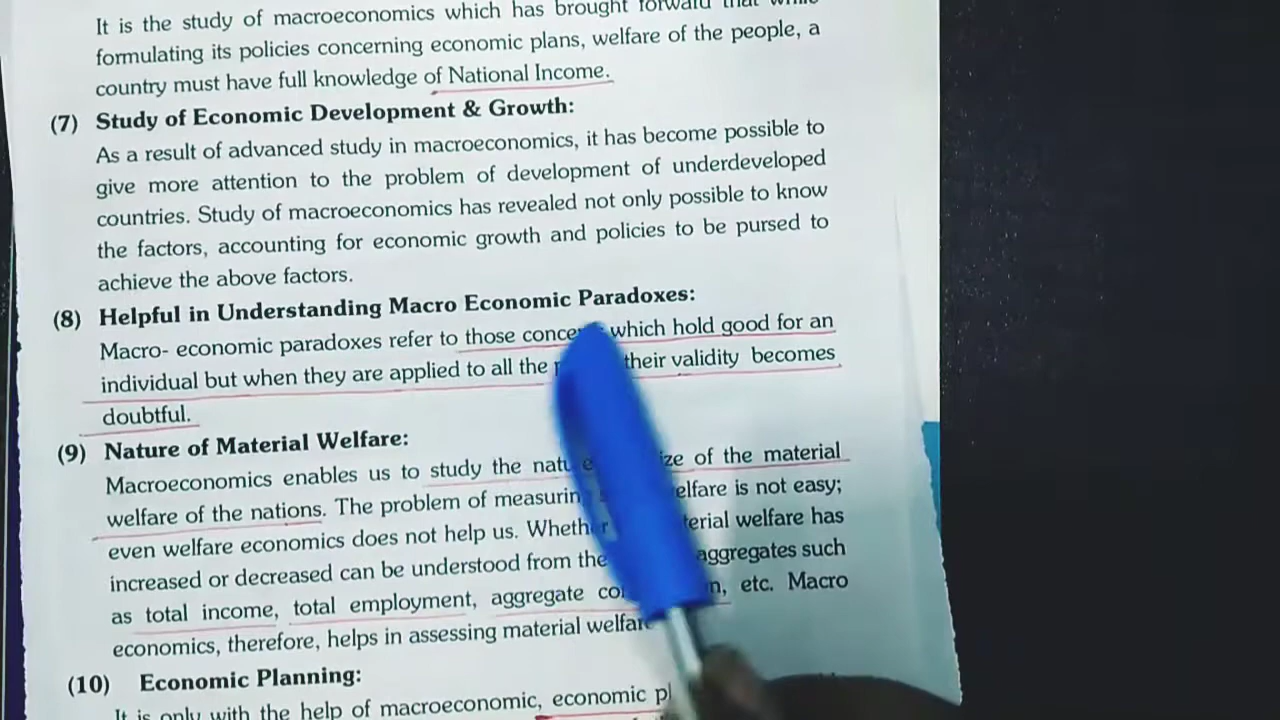 It is the study of macroeconomics which has brought forward that while
formulating its policies concerning economic plans, welfare of the people, a
country must have full knowledge of National Income.
(7) Study of Economic Development & Growth:
As a result of advanced study in macroeconomics, it has become possible to
give more attention to the problem of development of underdeveloped
countries. Study of macroeconomics has revealed not only possible to know
the factors, accounting for economic growth and policies to be pursed to
achieve the above factors.
(8) Helpful in Understanding Macro Economic Paradoxes:
Macro- economic paradoxes refer to those which hold good for an
individual but when they are applied to all the their validity becomes
doubtful.
(9) Nature of Material Welfare:
Macroeconomics enables us to study the of the material
welfare of the nations. The problem of is not easy;
even welfare economics does not help us. welfare has
increased or decreased can be understood from the aggregates such
as total income, total employment, aggregate etc. Macro
economics, therefore, helps in assessing material
(10) Economic Planning:
It is only with the help of macroeconomic, economic